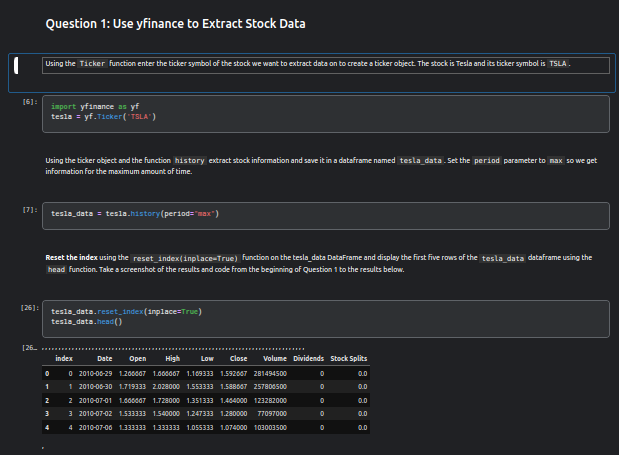 Question 1: Use yfinance to Extract Stock Data
Using the Ticker function enter the ticker symbol of the stock we want to extract data on to create a ticker object. The stock is Tesla and its ticker symbol is TSLA .
[6]:
import yfinance as yf
tesla = yf.Ticker('TSLA')
Using the ticker object and the function history extract stock information and save it in a dataframe named tesla_data . Set the period parameter to max so we get
information for the maximum amount of time.
[7]:
tesla_data = tesla.history(period="max")
Reset the index using the reset_index(inplace=True) function on the tesla_data DataFrame and display the first five rows of the tesla_data dataframe using the
head function. Take a screenshot of the results and code from the beginning of Question 1 to the results below.
[26]:
tesla_data.reset_index(inplace=True)
tesla_data.head()
[26…
index Date Open High Low Close Volume Dividends Stock Splits
0 0 2010-06-29 1.266667 1.666667 1.169333 1.592667 281494500 0 0.0
1 1 2010-06-30 1.719333 2.028000 1.553333 1.588667 257806500 0 0.0
2 2 2010-07-01 1.666667 1.728000 1.351333 1.464000 123282000 0 0.0
3 3 2010-07-02 1.533333 1.540000 1.247333 1.280000 77097000 0 0.0
4 4 2010-07-06 1.333333 1.333333 1.055333 1.074000 103003500 0 0.0